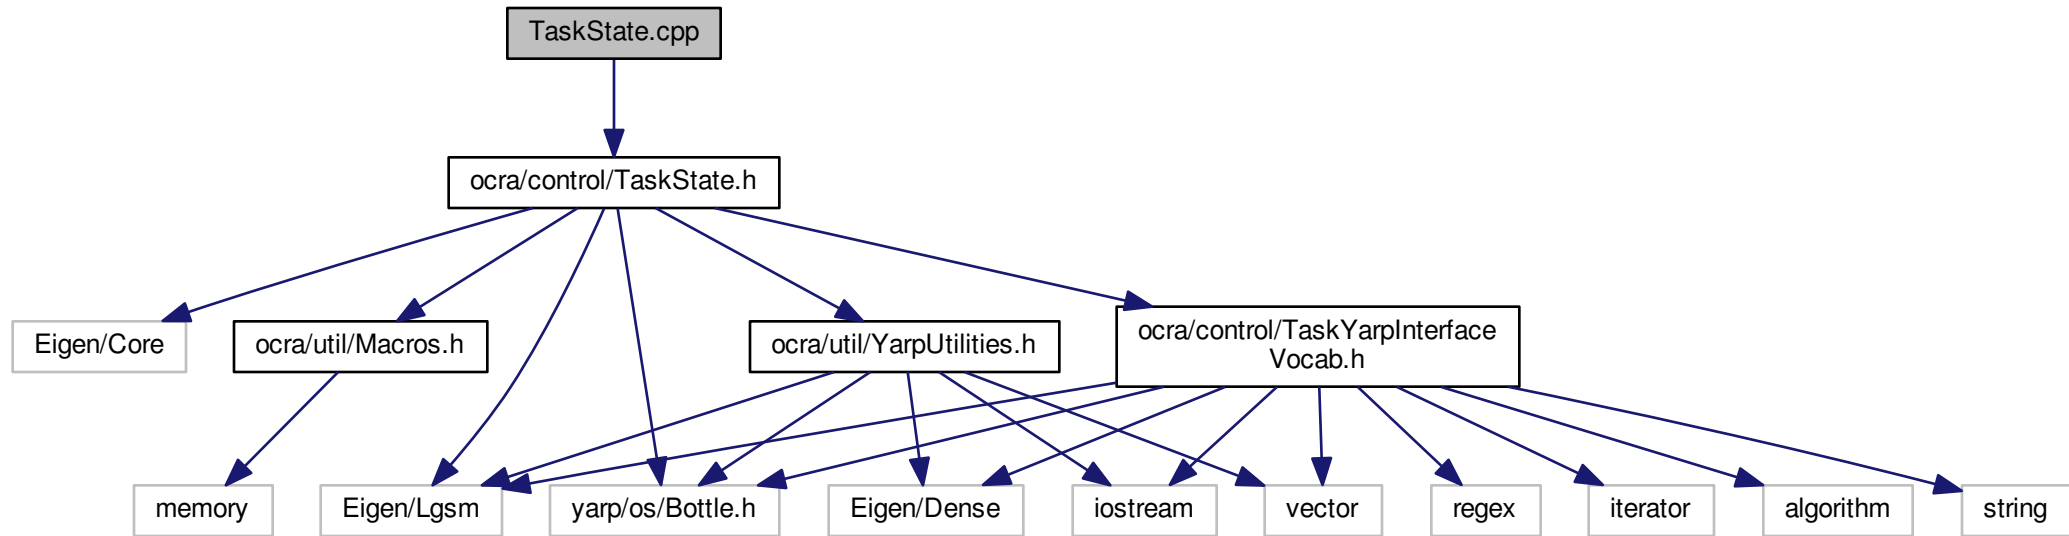 TaskState.cpp
ocra/control/TaskState.h
Eigen/Core
ocra/util/Macros.h
ocra/util/YarpUtilities.h
ocra/control/TaskYarpInterface
Vocab.h
memory
Eigen/Lgsm
yarp/os/Bottle.h
Eigen/Dense
iostream
vector
regex
iterator
algorithm
string